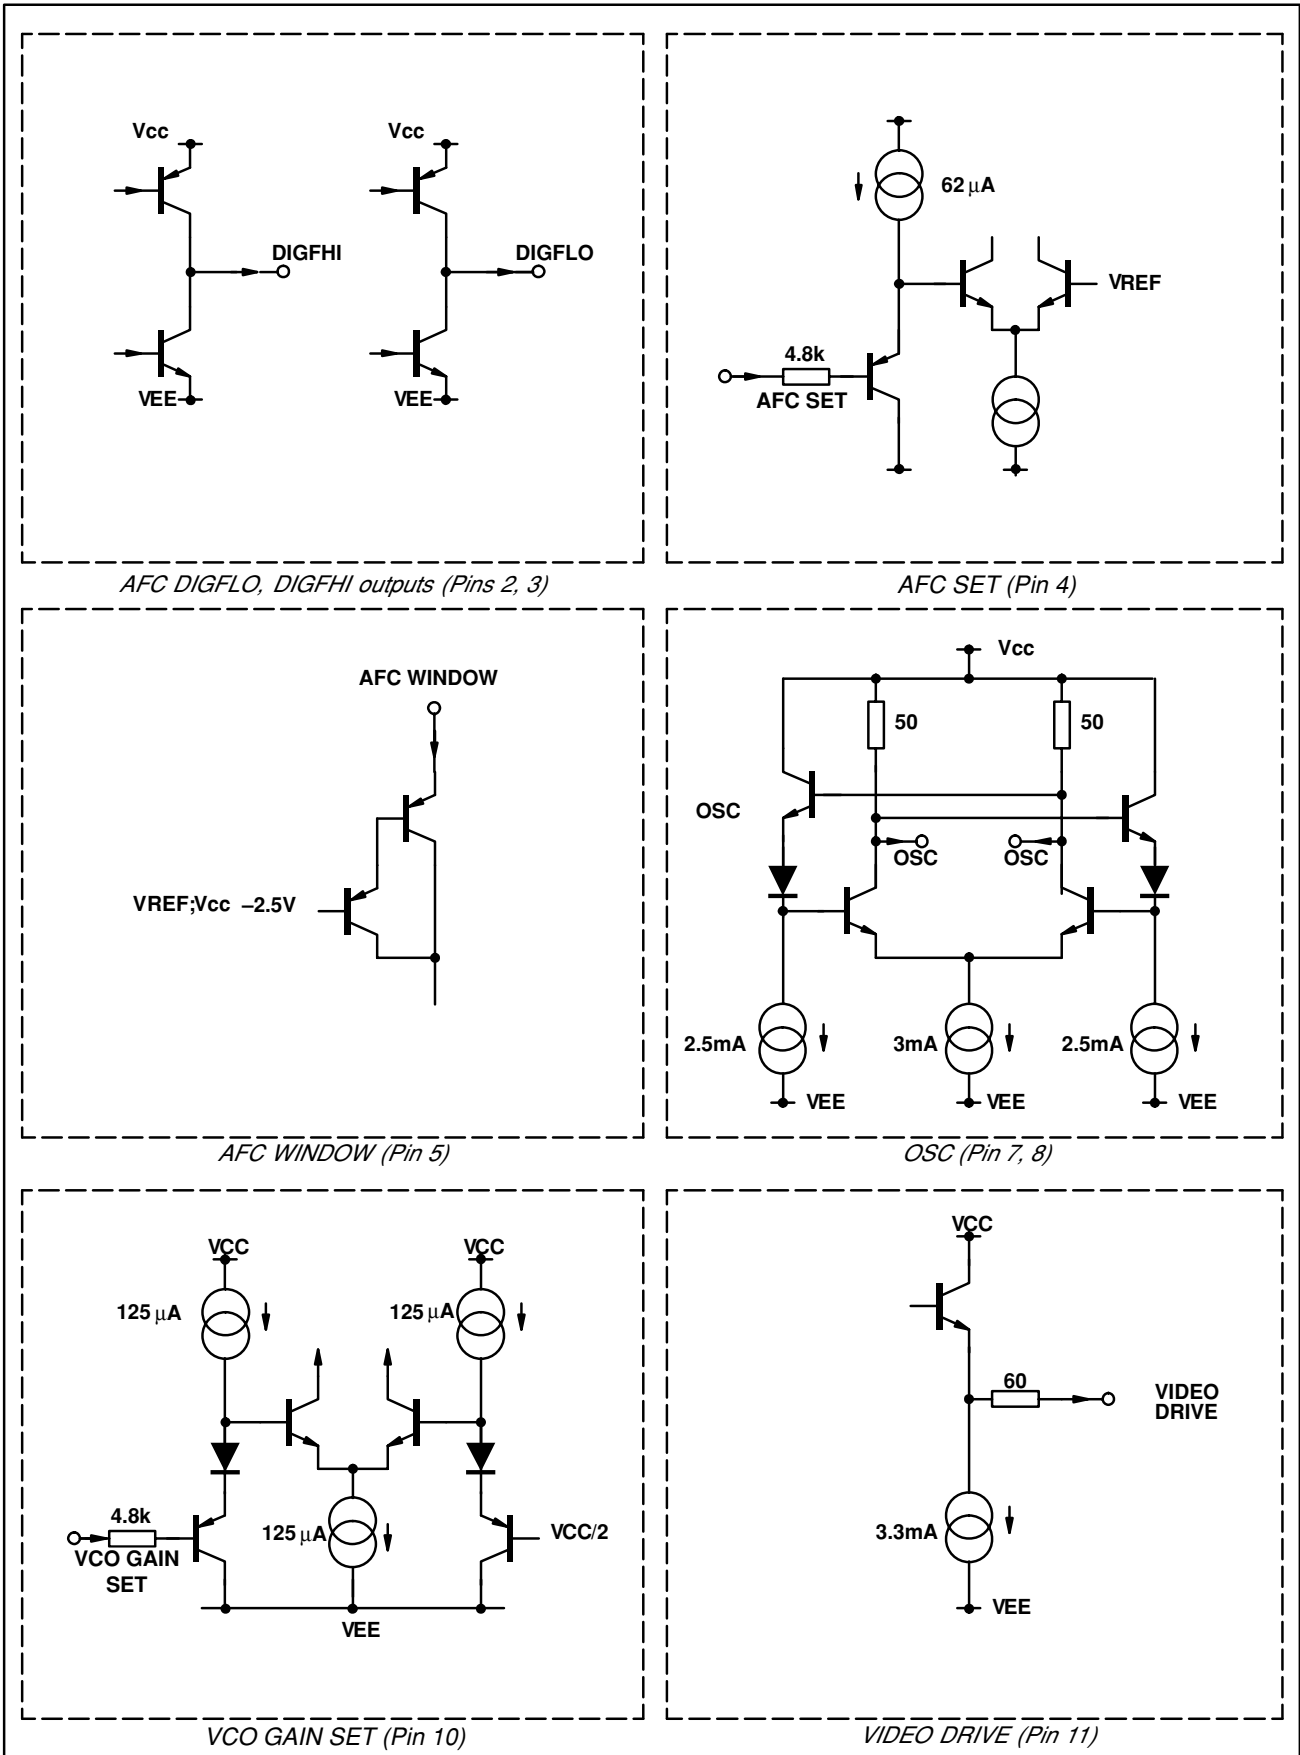 Vcc
Vcc
DIGFHI
DIGFLO
VEE
VEE
AFC DIGFLO, DIGFHI outputs (Pins 2, 3)
62 μA
VREF
4.8k
AFC SET
AFC SET (Pin 4)
AFC WINDOW
VREF;Vcc –2.5V
AFC WINDOW (Pin 5)
Vcc
50
50
OSC
OSC
OSC
2.5mA
3mA
2.5mA
VEE
VEE
VEE
OSC (Pin 7, 8)
VCC
VCC
125 μA
125 μA
4.8k
125 μA
VCC/2
VCO GAIN
SET
VEE
VCO GAIN SET (Pin 10)
VCC
60
VIDEO
DRIVE
3.3mA
VEE
VIDEO DRIVE (Pin 11)